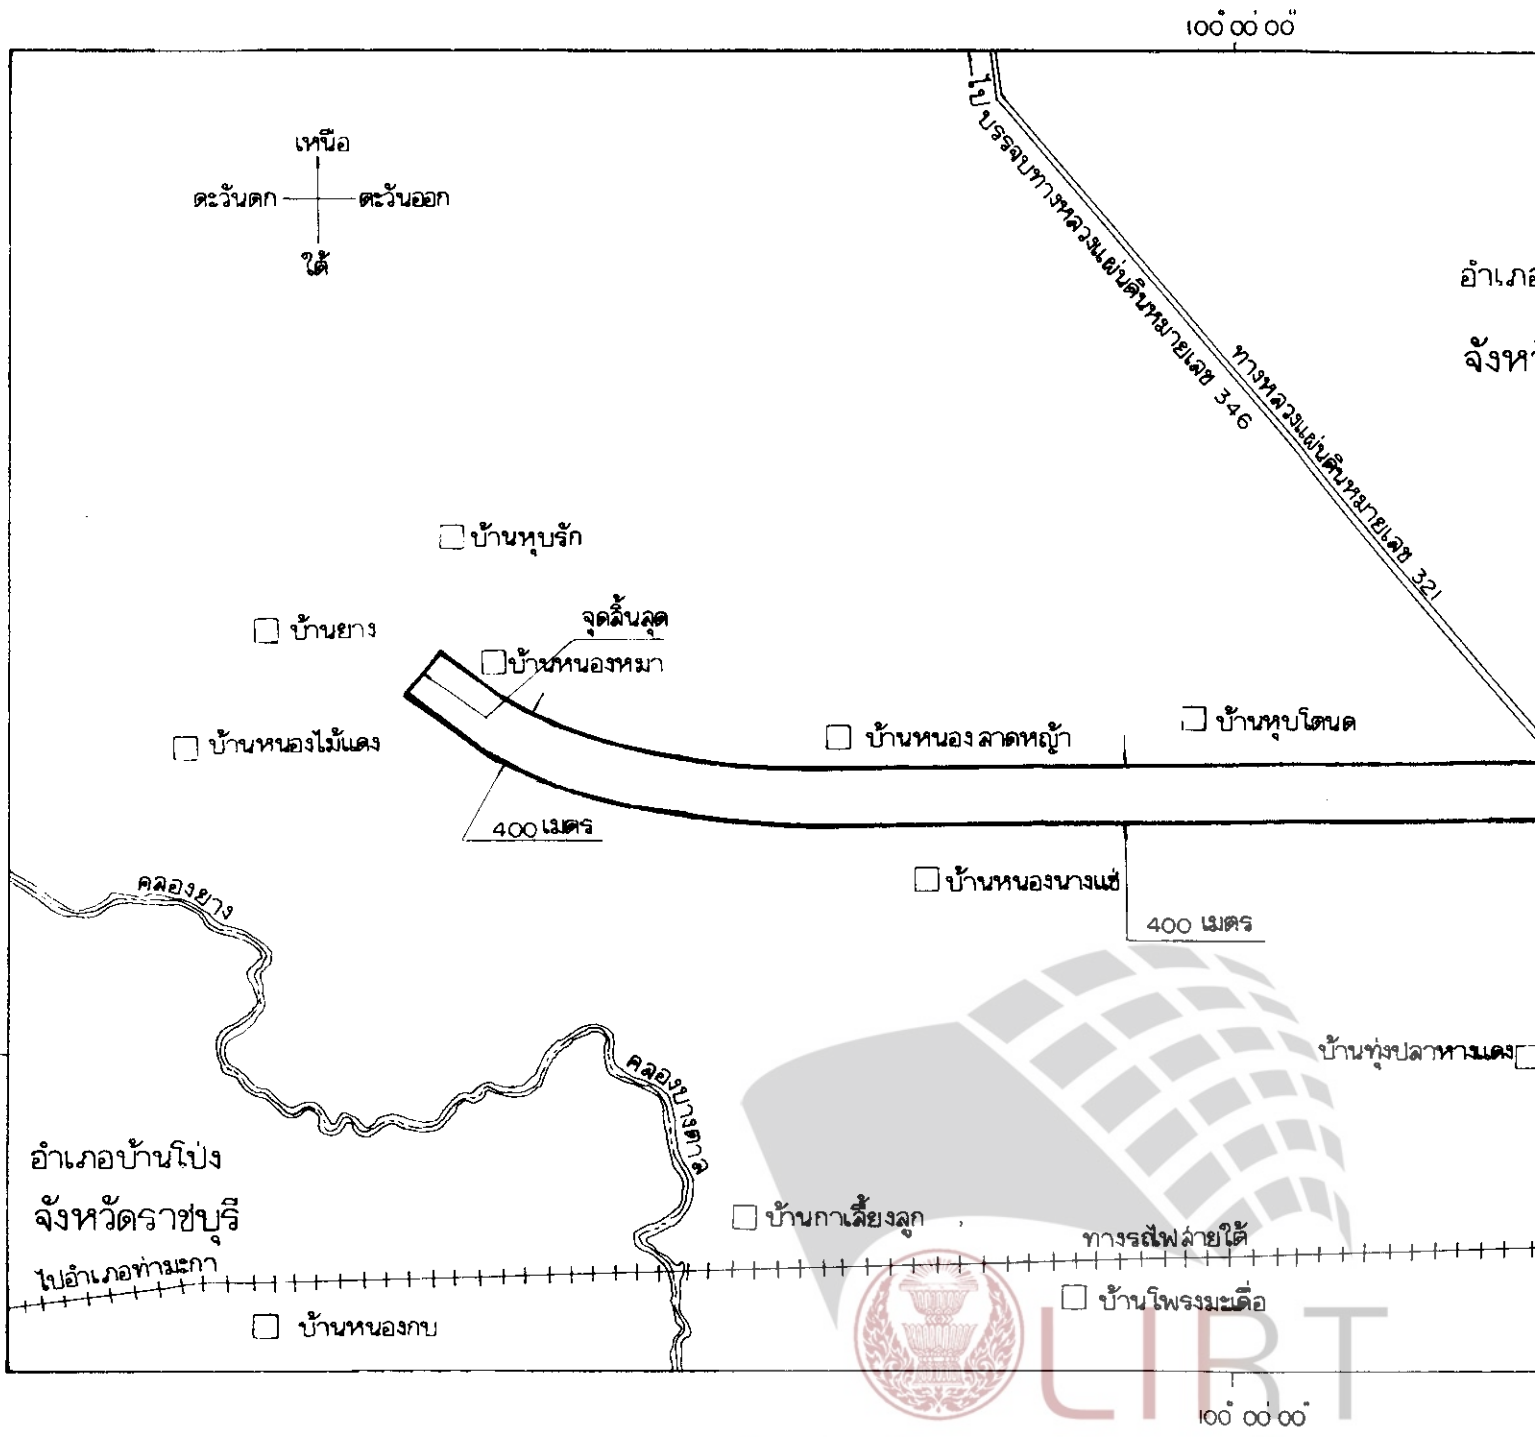 100° 00' 00"
เหนือ
ตะวันตก
ตะวันออก
ใต้
ไปบรรจบทางหลวงแผ่นดินหมายเลข 346
ทางหลวงแผ่นดินหมายเลข 321
อำเภอ
บ้านหุบรัก
จุดสิ้นสุด
บ้านยาง
บ้านหนองหมา
บ้านหนองไม้แดง
บ้านหนองลาดหญ้า
บ้านหุบโตนด
400 เมตร
บ้านหนองนางแช่
คลองยาง
400 เมตร
บ้านทุ่งปลาหางแดง
คลองบางตาล
อำเภอบ้านโป่ง
จังหวัดราชบุรี
บ้านกาเลี้ยงลูก
ทางรถไฟสายใต้
ไปอำเภอท่ามะกา
บ้านโพรงมะเดื่อ
บ้านหนองกบ
LIRT
100° 00' 00"